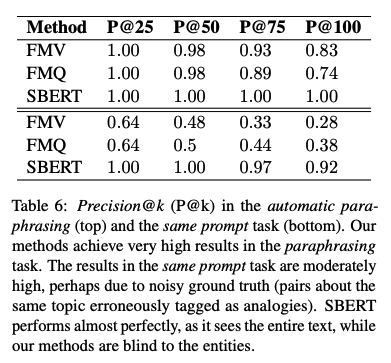 Method P@25 P@50 P@75 P@100
FMV 1.00 0.98 0.93 0.83
FMQ 1.00 0.98 0.89 0.74
SBERT 1.00 1.00 1.00 1.00
FMV 0.64 0.48 0.33 0.28
FMQ 0.64 0.5 0.44 0.38
SBERT 1.00 1.00 0.97 0.92
Table 6: Precision@k (P@k) in the automatic para-
phrasing (top) and the same prompt task (bottom). Our
methods achieve very high results in the paraphrasing
task. The results in the same prompt task are moderately
high, perhaps due to noisy ground truth (pairs about the
same topic erroneously tagged as analogies). SBERT
performs almost perfectly, as it sees the entire text, while
our methods are blind to the entities.